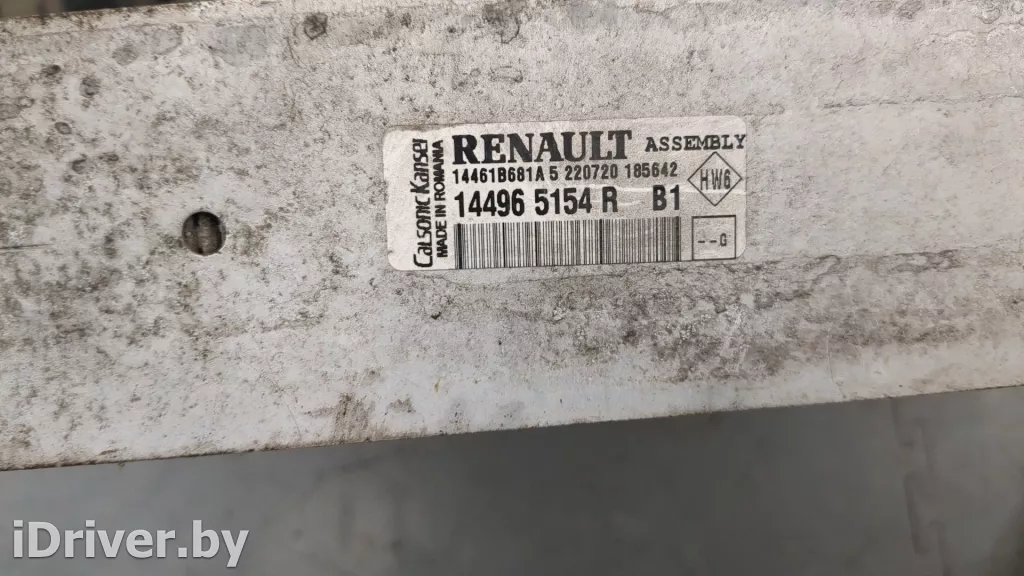 Calsonic Kansei
MADE IN ROMANIA
RENAULT ASSEMBLY
14461B681A 5 220720 185642
HW6
14496 5154 R B1
--G
iDriver.by